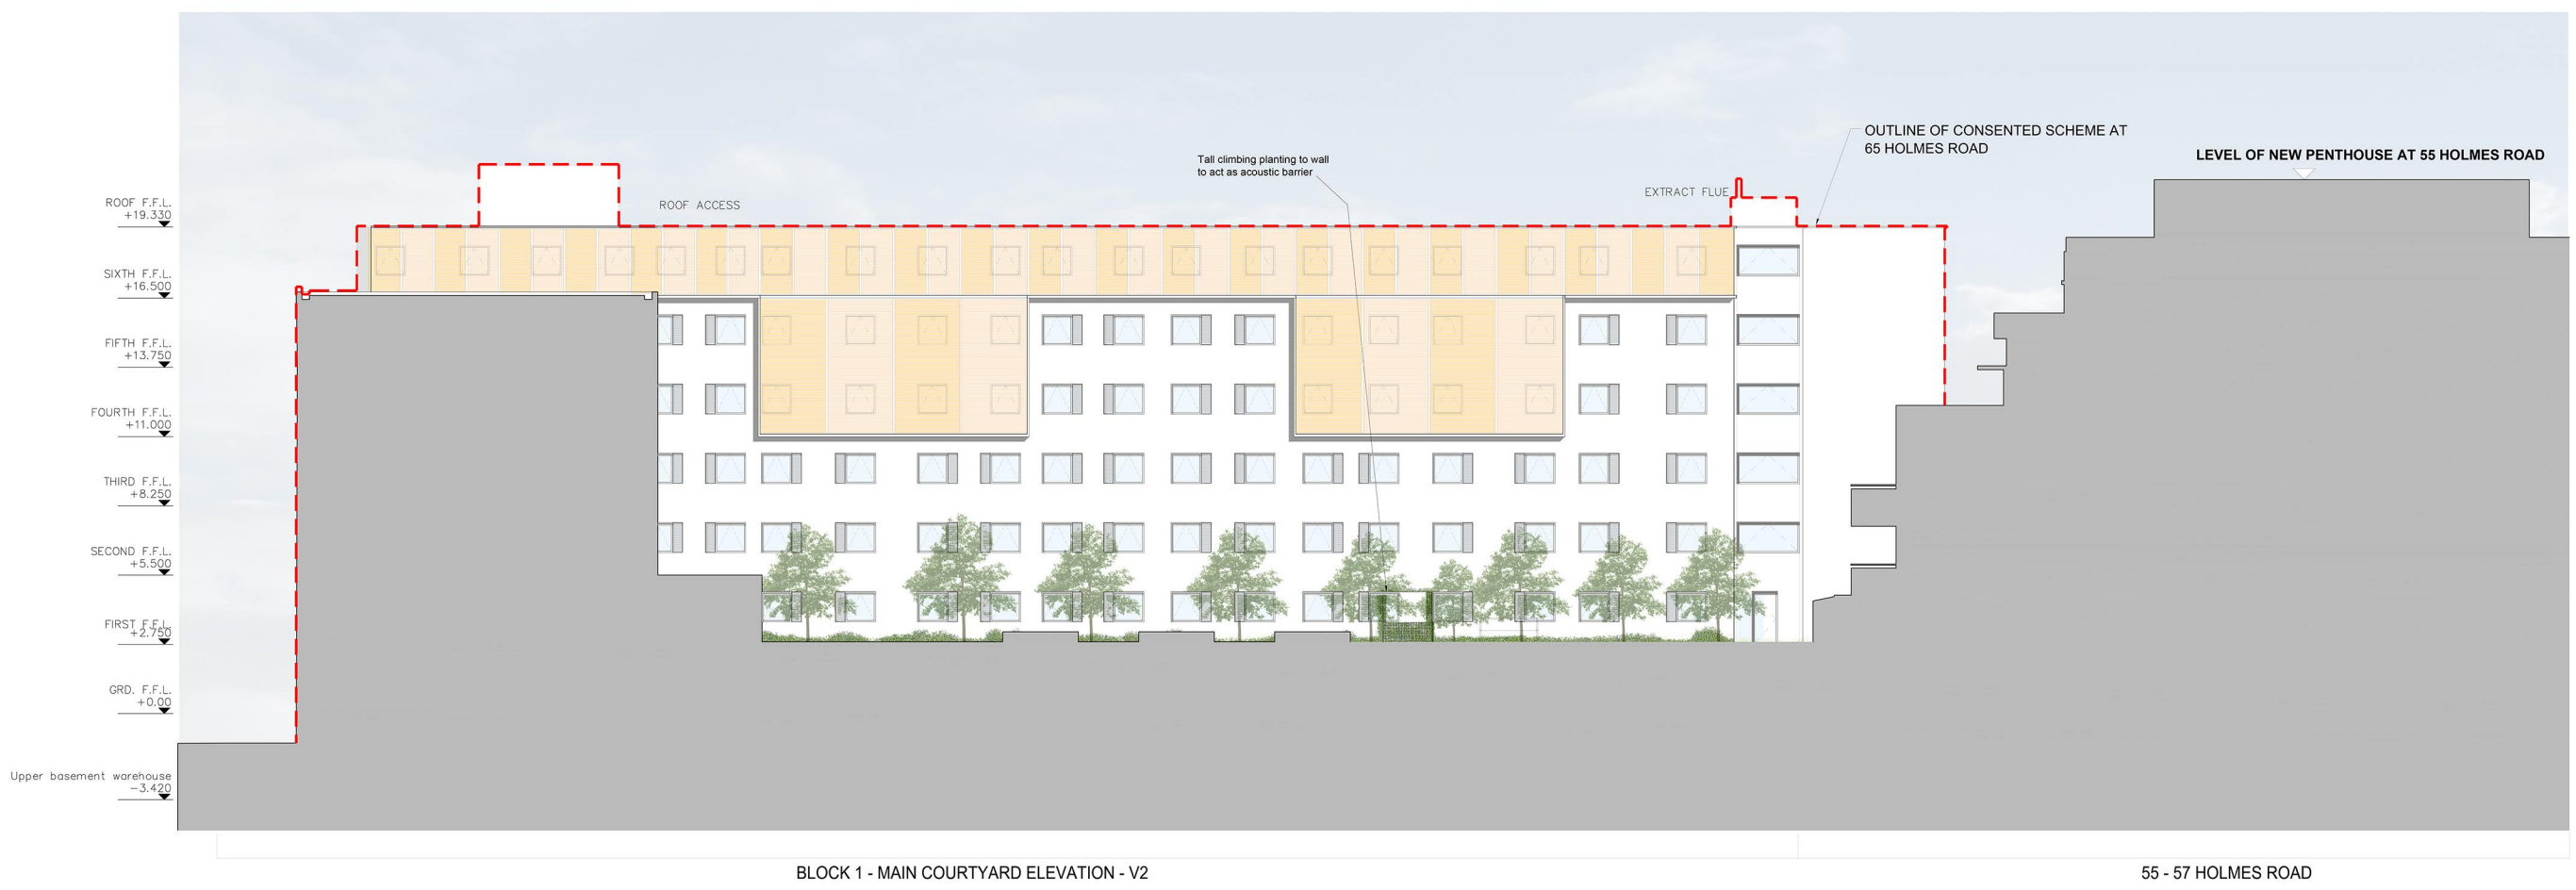 OUTLINE OF CONSENTED SCHEME AT
65 HOLMES ROAD
LEVEL OF NEW PENTHOUSE AT 55 HOLMES ROAD
Tall climbing planting to wall
to act as acoustic barrier
EXTRACT FLUE
ROOF ACCESS
ROOF F.F.L.
+19.330
SIXTH F.F.L.
+16.500
FIFTH F.F.L.
+13.750
FOURTH F.F.L.
+11.000
THIRD F.F.L.
+8.250
SECOND F.F.L.
+5.500
FIRST F.F.L.
+2.750
GRD. F.F.L.
+0.00
Upper basement warehouse
-3.420
BLOCK 1 - MAIN COURTYARD ELEVATION - V2
55 - 57 HOLMES ROAD